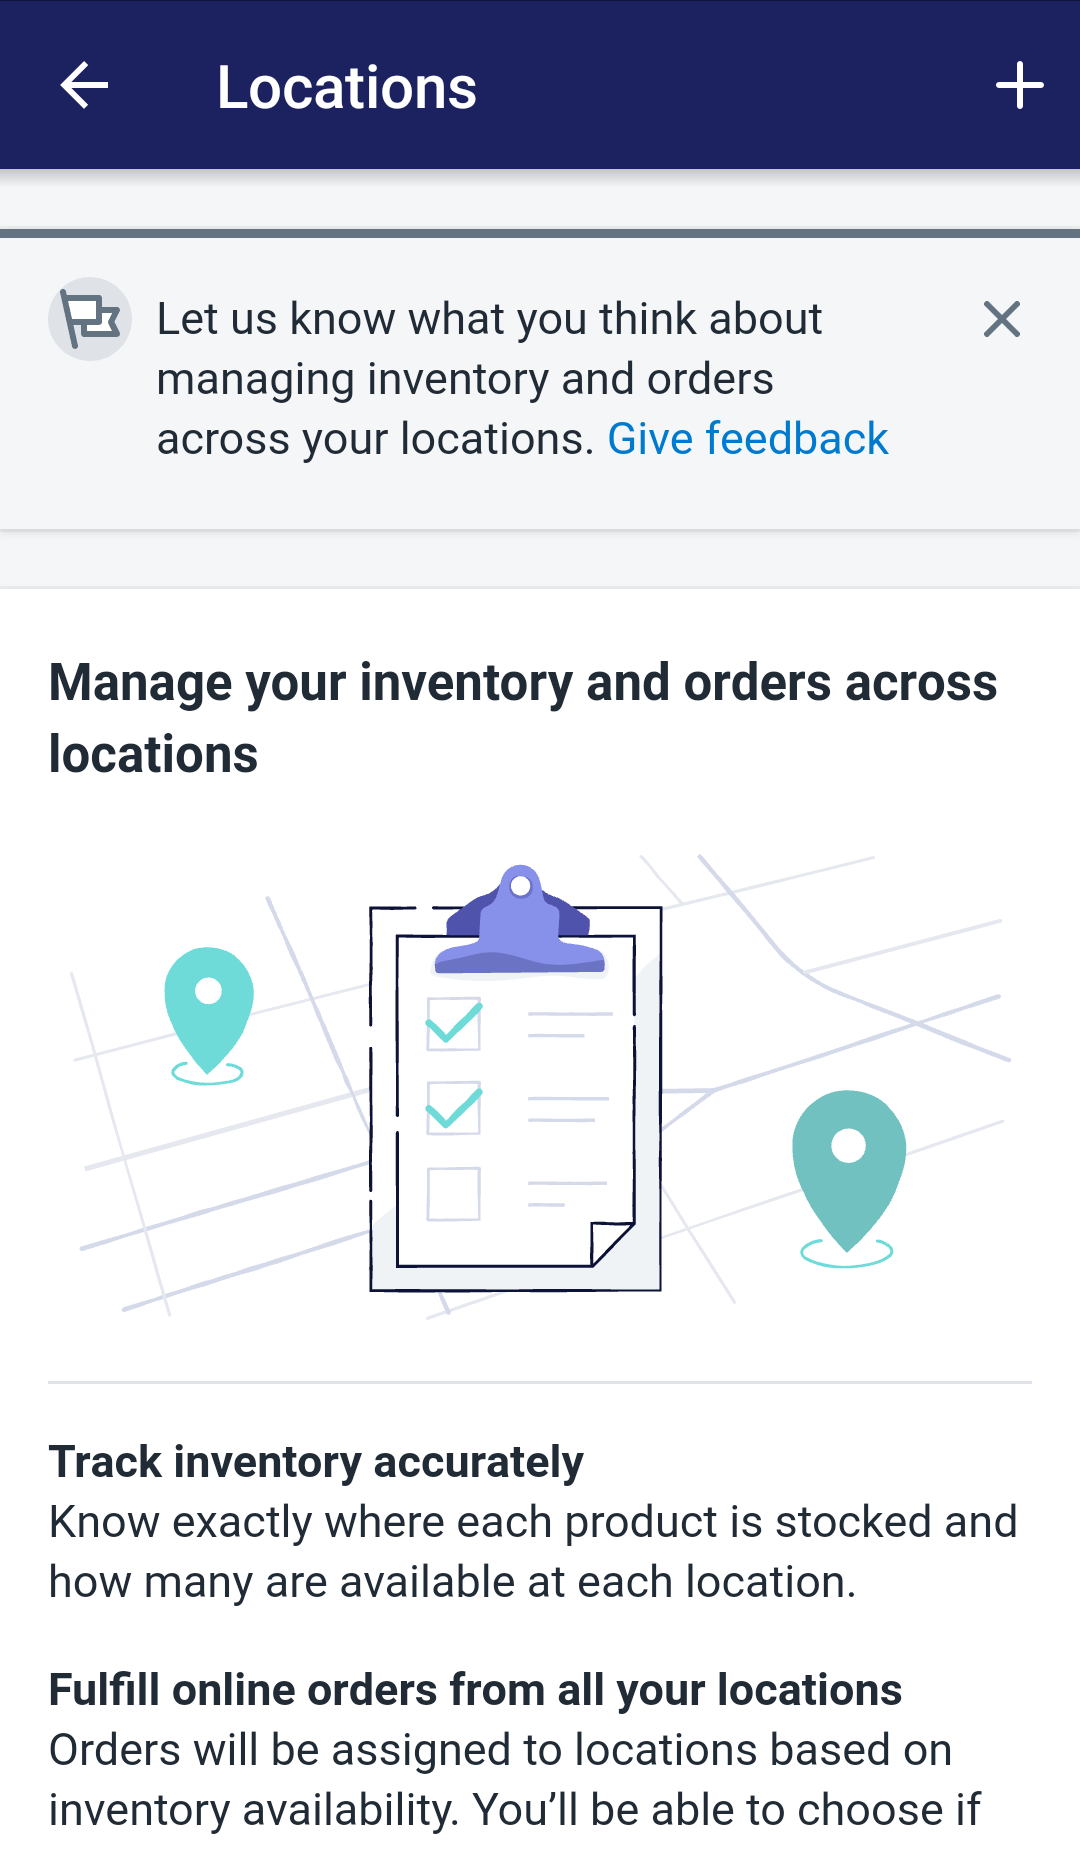 Locations
Let us know what you think about
managing inventory and orders
across your locations. Give feedback
Manage your inventory and orders across
locations
Track inventory accurately
Know exactly where each product is stocked and
how many are available at each location.
Fulfill online orders from all your locations
Orders will be assigned to locations based on
inventory availability. You’ll be able to choose if